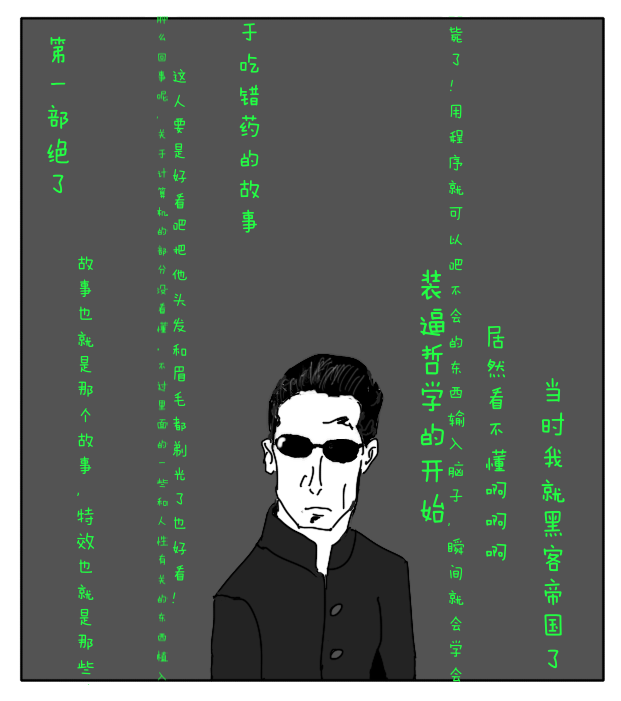 第一部绝了
故事也就是那个故事，特效也就是那些
那么回事呢，关于计算机的部分没看懂，不过里面的一些和人性有关的东西植入
这人要是好看吧把他头发和眉毛都剃光了也好看！
于吃错药的故事
装逼哲学的开始
能了！用程序就可以吧不会的东西输入脑子，瞬间就会学会
居然看不懂啊啊啊
当时我就黑客帝国了